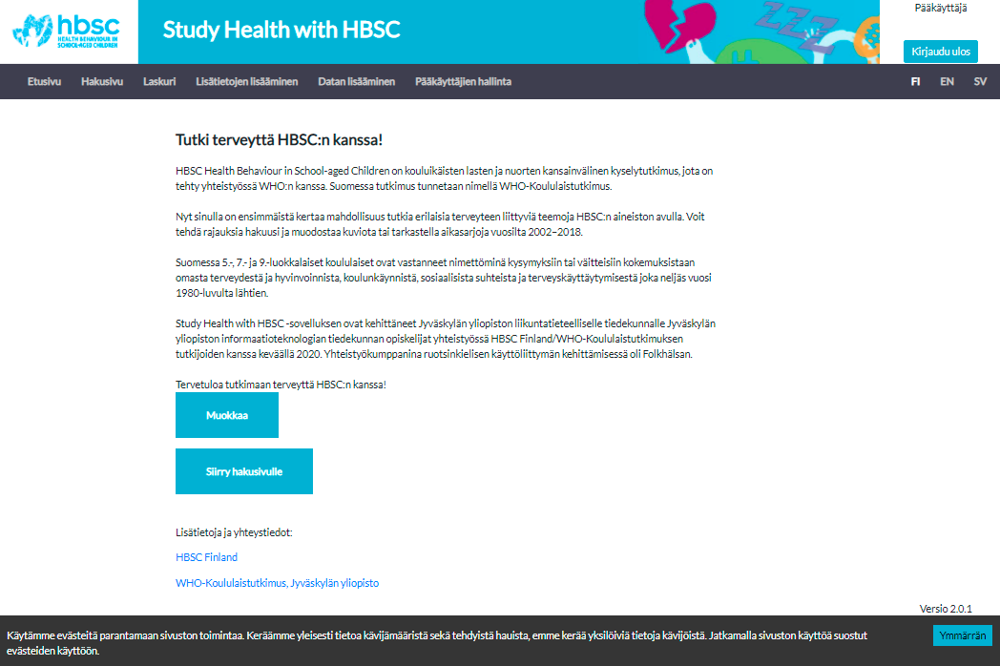 hbsc
HEALTH BEHAVIOUR IN
SCHOOL-AGED CHILDREN
Study Health with HBSC
ZZZ
Pääkäyttäjä
Kirjaudu ulos
Etusivu Hakusivu Laskuri Lisätietojen lisääminen Datan lisääminen Pääkäyttäjien hallinta FI EN SV
Tutki terveyttä HBSC:n kanssa!
HBSC Health Behaviour in School-aged Children on kouluikäisten lasten ja nuorten kansainvälinen kyselytutkimus, jota on
tehty yhteistyössä WHO:n kanssa. Suomessa tutkimus tunnetaan nimellä WHO-Koululaistutkimus.
Nyt sinulla on ensimmäistä kertaa mahdollisuus tutkia erilaisia terveyteen liittyviä teemoja HBSC:n aineiston avulla. Voit
tehdä rajauksia hakuusi ja muodostaa kuviota tai tarkastella aikasarjoja vuosilta 2002–2018.
Suomessa 5.-, 7.- ja 9.-luokkalaiset koululaiset ovat vastanneet nimettöminä kysymyksiin tai väitteisiin kokemuksistaan
omasta terveydestä ja hyvinvoinnista, koulunkäynnistä, sosiaalisista suhteista ja terveyskäyttäytymisestä joka neljäs vuosi
1980-luvulta lähtien.
Study Health with HBSC -sovelluksen ovat kehittäneet Jyväskylän yliopiston liikuntatieteelliselle tiedekunnalle Jyväskylän
yliopiston informaatioteknologian tiedekunnan opiskelijat yhteistyössä HBSC Finland/WHO-Koululaistutkimuksen
tutkijoiden kanssa keväällä 2020. Yhteistyökumppanina ruotsinkielisen käyttöliittymän kehittämisessä oli Folkhälsan.
Tervetuloa tutkimaan terveyttä HBSC:n kanssa!
Muokkaa
Siirry hakusivulle
Lisätietoja ja yhteystiedot:
HBSC Finland
WHO-Koululaistutkimus, Jyväskylän yliopisto
Versio 2.0.1
Käytämme evästeitä parantamaan sivuston toimintaa. Keräämme yleisesti tietoa kävijämääristä sekä tehdyistä hauista, emme kerää yksilöiviä tietoja kävijöistä. Jatkamalla sivuston käyttöä suostut
evästeiden käyttöön.
Ymmärrän